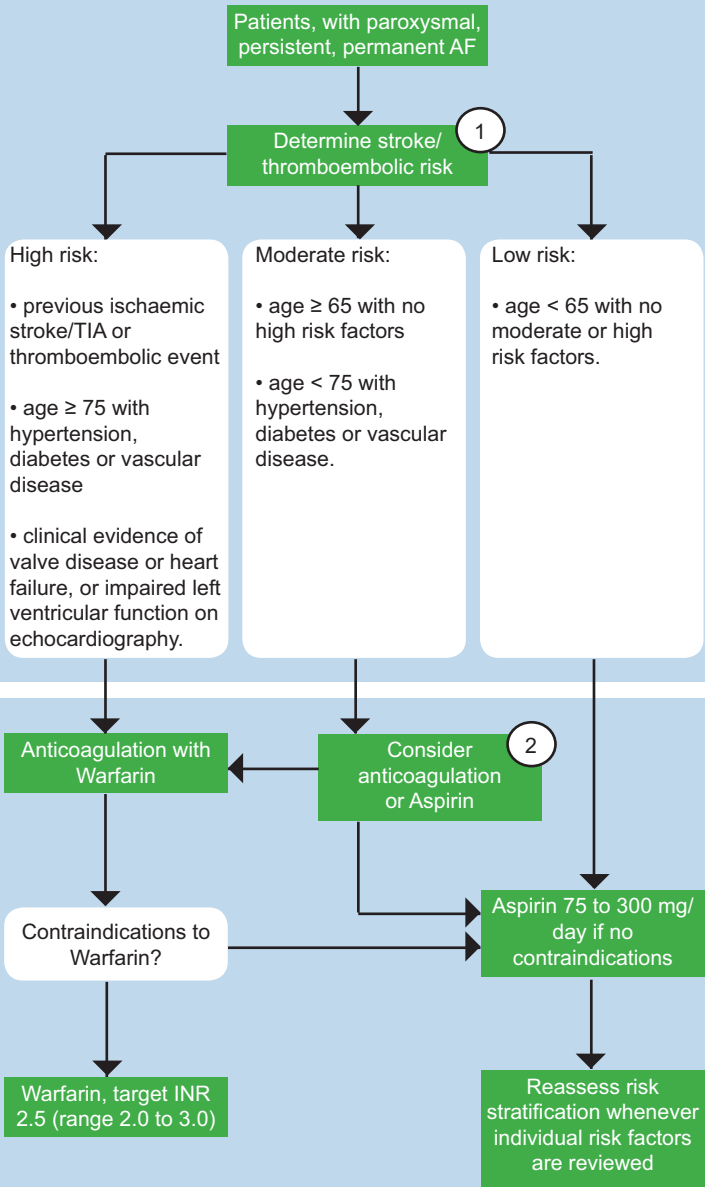 Patients, with paroxysmal,
persistent, permanent AF
1
Determine stroke/
thromboembolic risk
High risk:
• previous ischaemic
stroke/TIA or
thromboembolic event
• age ≥ 75 with
hypertension,
diabetes or vascular
disease
• clinical evidence of
valve disease or heart
failure, or impaired left
ventricular function on
echocardiography.
Moderate risk:
• age ≥ 65 with no
high risk factors
• age < 75 with
hypertension,
diabetes or vascular
disease.
Low risk:
• age < 65 with no
moderate or high
risk factors.
Anticoagulation with
Warfarin
2
Consider
anticoagulation
or Aspirin
Contraindications to
Warfarin?
Aspirin 75 to 300 mg/
day if no
contraindications
Warfarin, target INR
2.5 (range 2.0 to 3.0)
Reassess risk
stratification whenever
individual risk factors
are reviewed